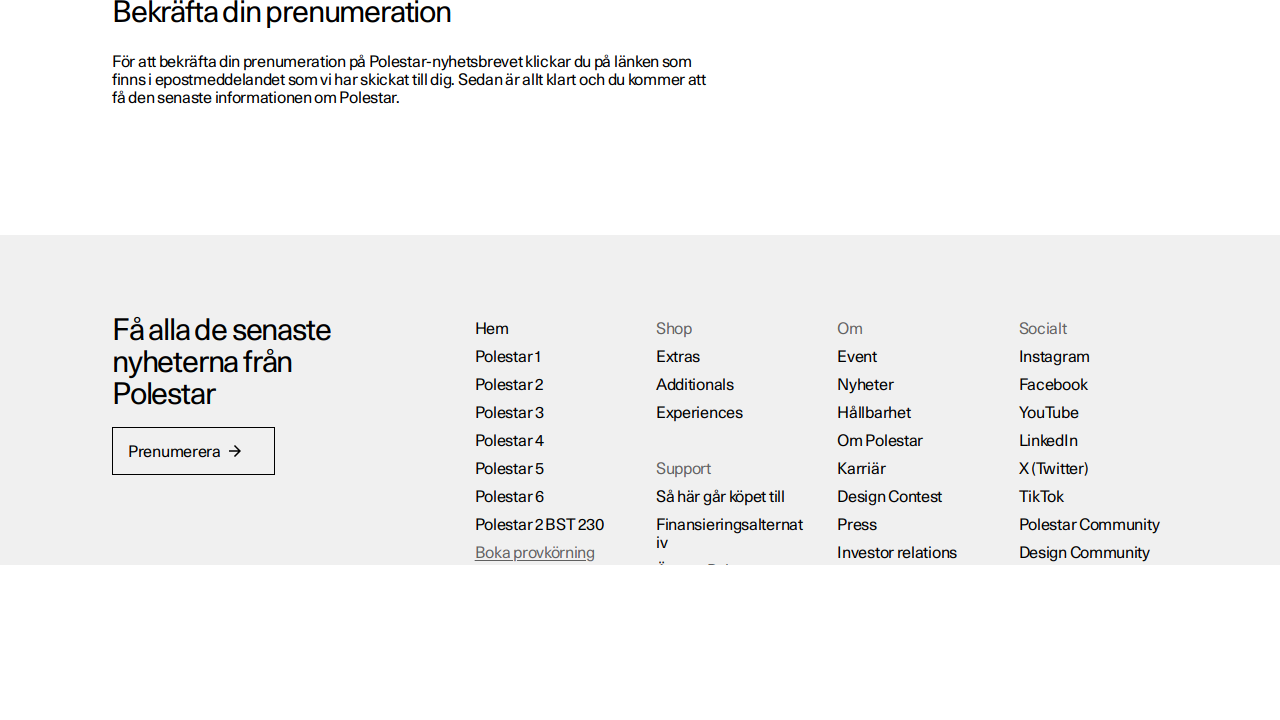 Bekräfta din prenumeration
För att bekräfta din prenumeration på Polestar-nyhetsbrevet klickar du på länken som
finns i epostmeddelandet som vi har skickat till dig. Sedan är allt klart och du kommer att
få den senaste informationen om Polestar.
Få alla de senaste
nyheterna från
Polestar
Prenumerera
Hem
Polestar 1
Polestar 2
Polestar 3
Polestar 4
Polestar 5
Polestar 6
Polestar 2 BST 230
Boka provkörning
Shop
Extras
Additionals
Experiences
Support
Så här går köpet till
Finansieringsalternat
iv
Om
Event
Nyheter
Hållbarhet
Om Polestar
Karriär
Design Contest
Press
Investor relations
Socialt
Instagram
Facebook
YouTube
LinkedIn
X (Twitter)
TikTok
Polestar Community
Design Community